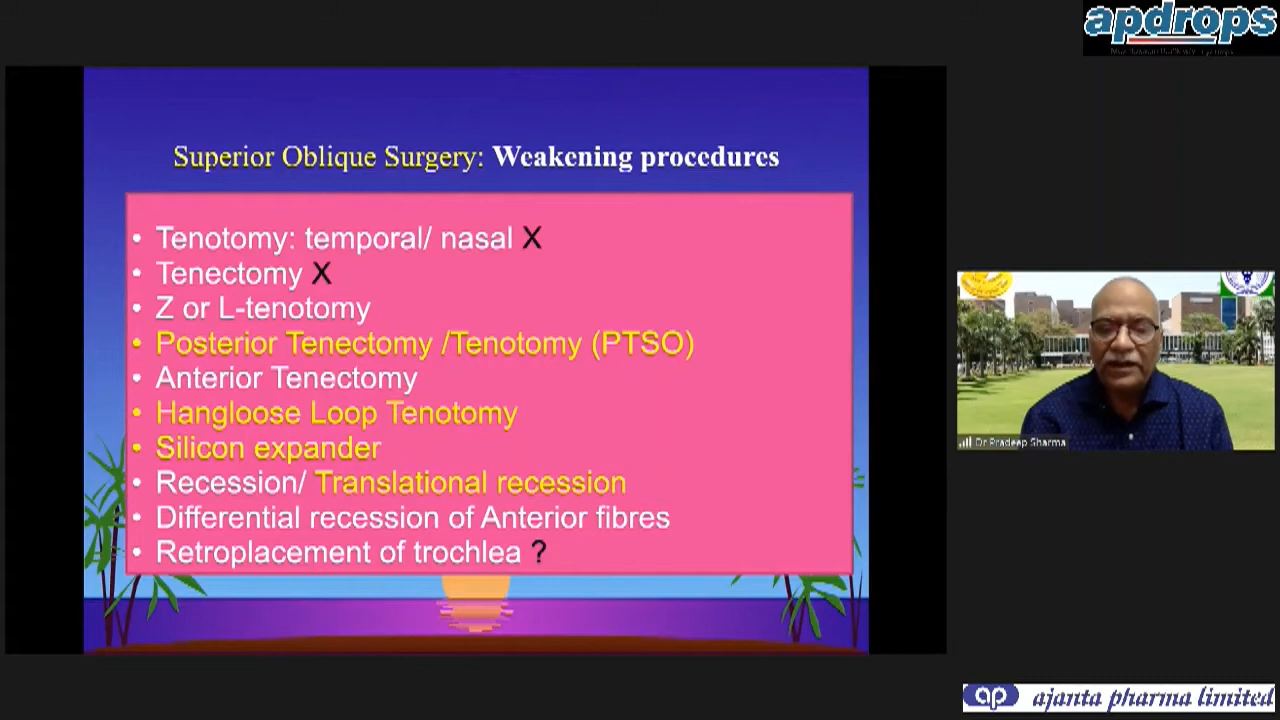 apdrops
Superior Oblique Surgery: Weakening procedures
• Tenotomy: temporal/ nasal X
• Tenectomy X
• Z or L-tenotomy
• Posterior Tenectomy /Tenotomy (PTSO)
• Anterior Tenectomy
• Hangloose Loop Tenotomy
• Silicon expander
• Recession/ Translational recession
• Differential recession of Anterior fibres
• Retroplacement of trochlea ?
Dr Pradeep Sharma
ap ajanta pharma limited